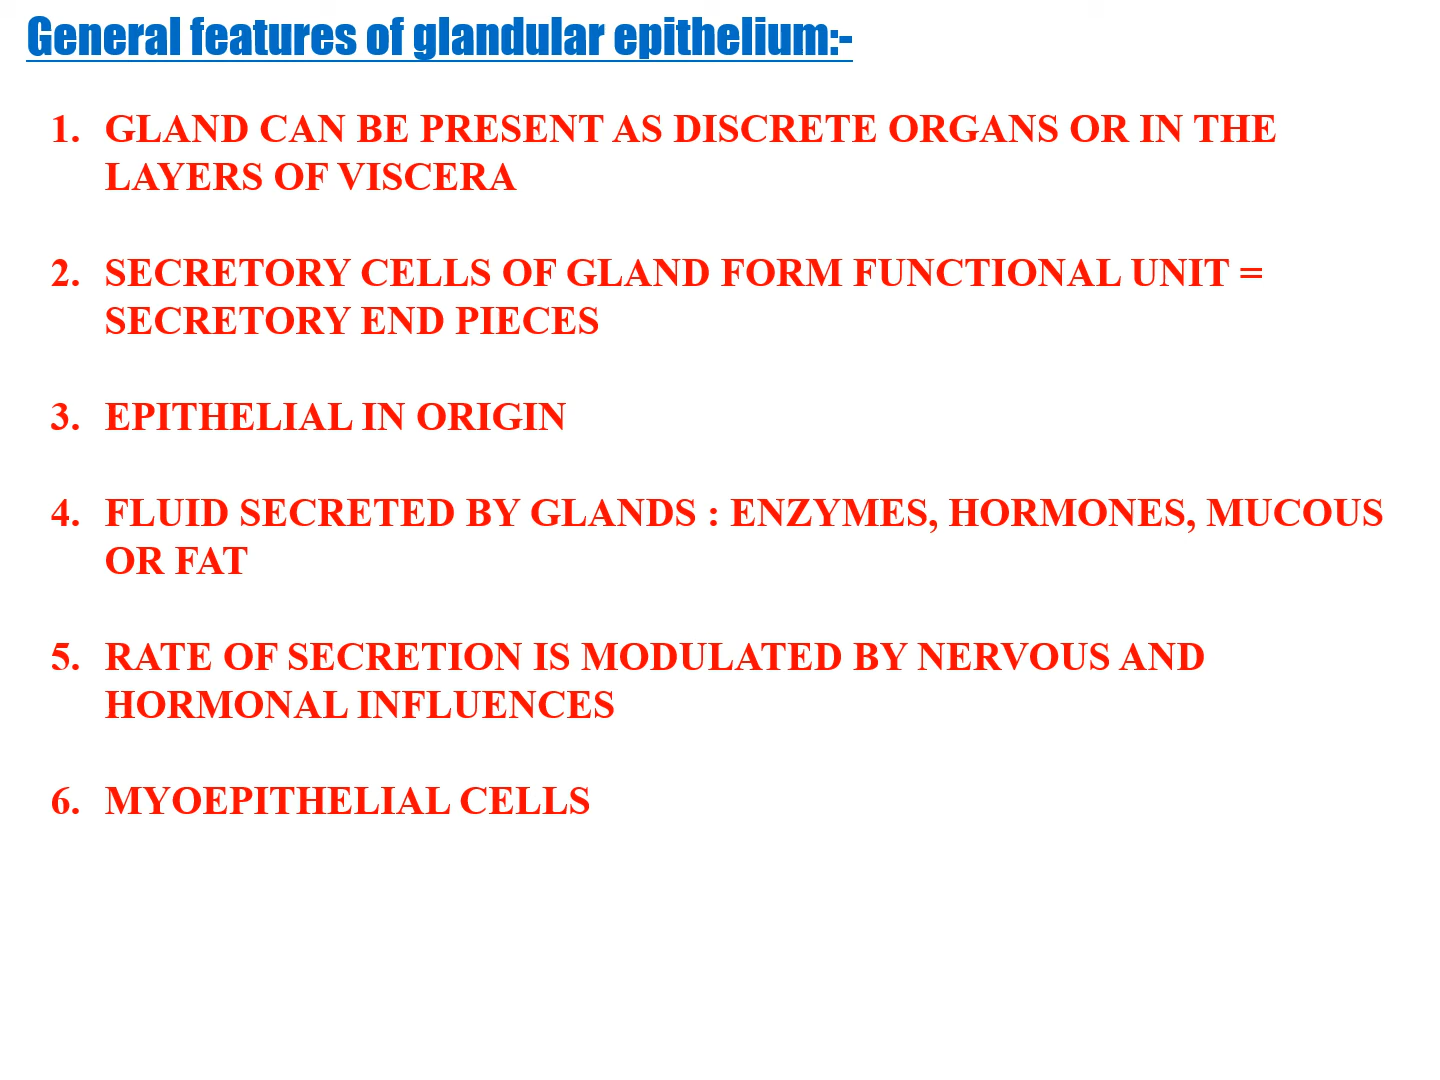 General features of glandular epithelium:-
1. GLAND CAN BE PRESENT AS DISCRETE ORGANS OR IN THE
LAYERS OF VISCERA
2. SECRETORY CELLS OF GLAND FORM FUNCTIONAL UNIT =
SECRETORY END PIECES
3. EPITHELIAL IN ORIGIN
4. FLUID SECRETED BY GLANDS : ENZYMES, HORMONES, MUCOUS
OR FAT
5. RATE OF SECRETION IS MODULATED BY NERVOUS AND
HORMONAL INFLUENCES
6. MYOEPITHELIAL CELLS